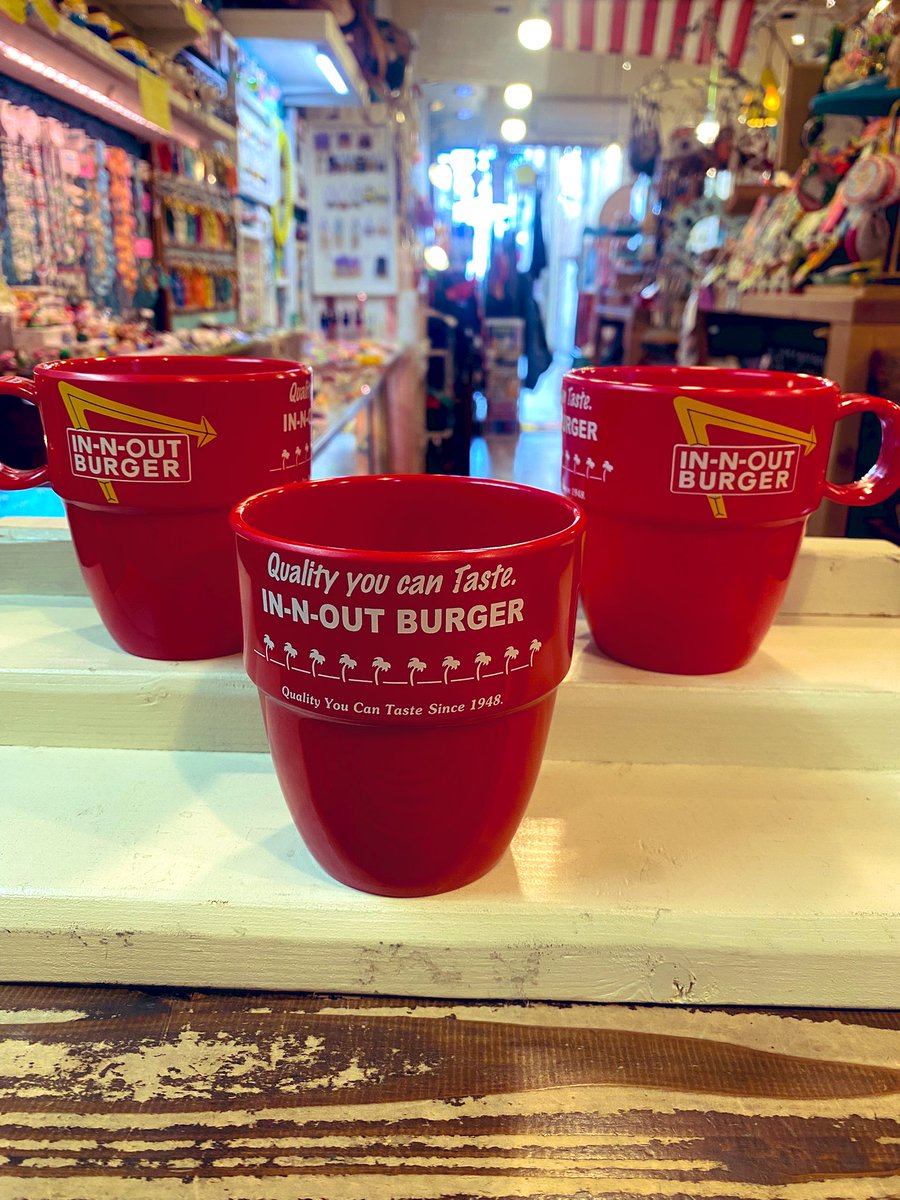 IN-N-OUT
BURGER
Quality
IN-N-
Taste.
URGER
1948.
IN-N-OUT
BURGER
Quality you can Taste.
IN-N-OUT BURGER
Quality You Can Taste Since 1948.